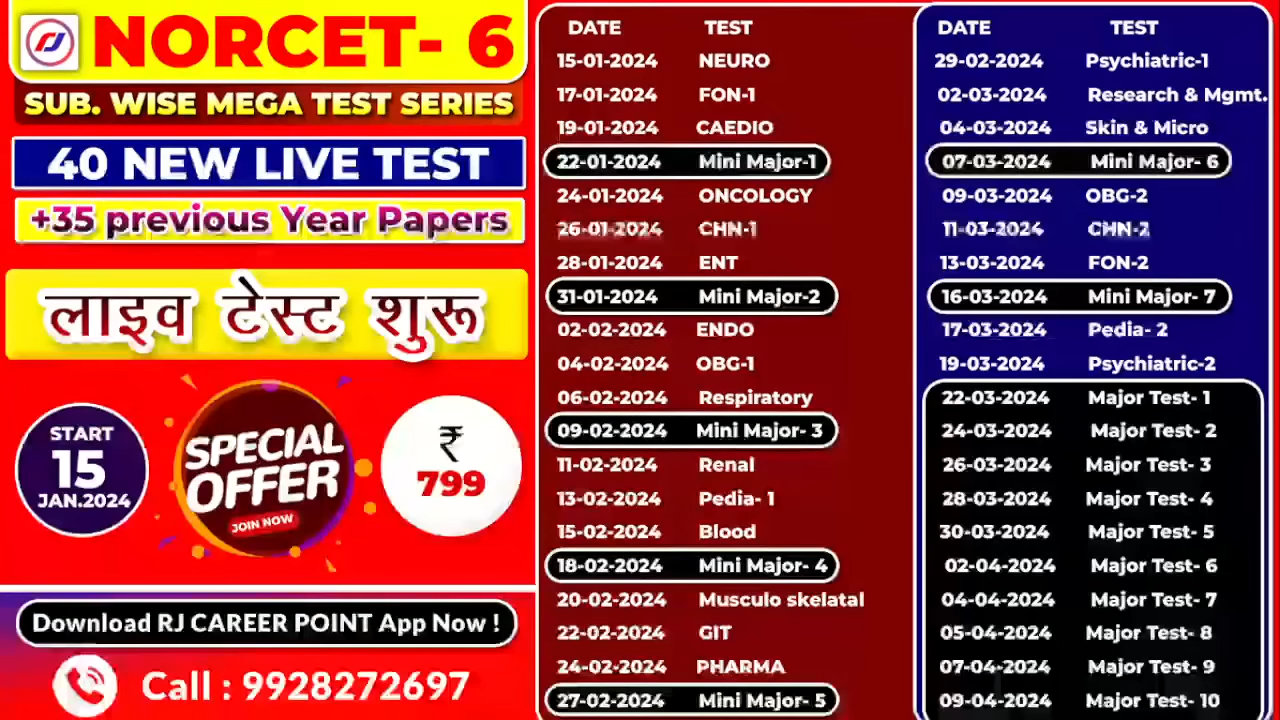 NORCET- 6
SUB. WISE MEGA TEST SERIES
40 NEW LIVE TEST
+35 previous Year Papers
लाइव टेस्ट शुरू
START
15
JAN.2024
SPECIAL
OFFER
JOIN NOW
₹
799
Download RJ CAREER POINT App Now !
Call : 9928272697
DATE TEST
15-01-2024 NEURO
17-01-2024 FON-1
19-01-2024 CAEDIO
22-01-2024 Mini Major-1
24-01-2024 ONCOLOGY
26-01-2024 CHN-1
28-01-2024 ENT
31-01-2024 Mini Major-2
02-02-2024 ENDO
04-02-2024 OBG-1
06-02-2024 Respiratory
09-02-2024 Mini Major- 3
11-02-2024 Renal
13-02-2024 Pedia- 1
15-02-2024 Blood
18-02-2024 Mini Major- 4
20-02-2024 Musculo skelatal
22-02-2024 GIT
24-02-2024 PHARMA
27-02-2024 Mini Major- 5
DATE TEST
29-02-2024 Psychiatric-1
02-03-2024 Research & Mgmt.
04-03-2024 Skin & Micro
07-03-2024 Mini Major- 6
09-03-2024 OBG-2
11-03-2024 CHN-2
13-03-2024 FON-2
16-03-2024 Mini Major- 7
17-03-2024 Pedia- 2
19-03-2024 Psychiatric-2
22-03-2024 Major Test- 1
24-03-2024 Major Test- 2
26-03-2024 Major Test- 3
28-03-2024 Major Test- 4
30-03-2024 Major Test- 5
02-04-2024 Major Test- 6
04-04-2024 Major Test- 7
05-04-2024 Major Test- 8
07-04-2024 Major Test- 9
09-04-2024 Major Test- 10